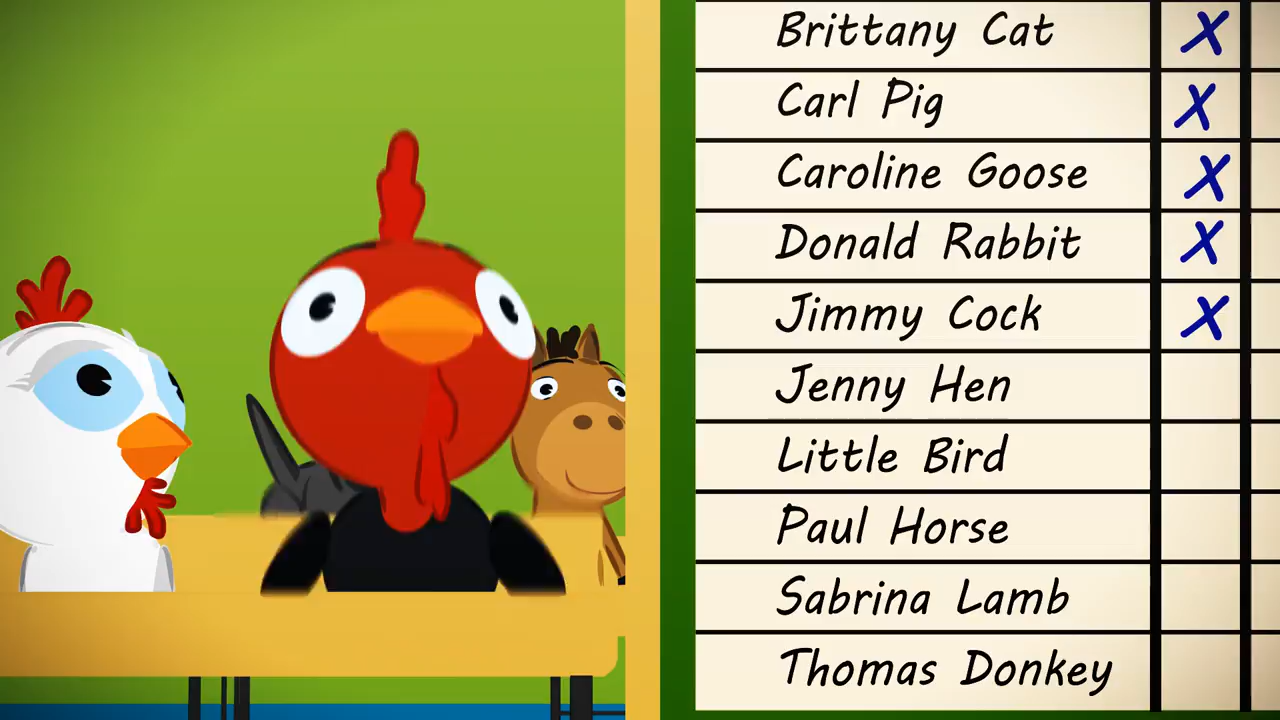 Brittany Cat X
Carl Pig X
Caroline Goose X
Donald Rabbit X
Jimmy Cock X
Jenny Hen
Little Bird
Paul Horse
Sabrina Lamb
Thomas Donkey